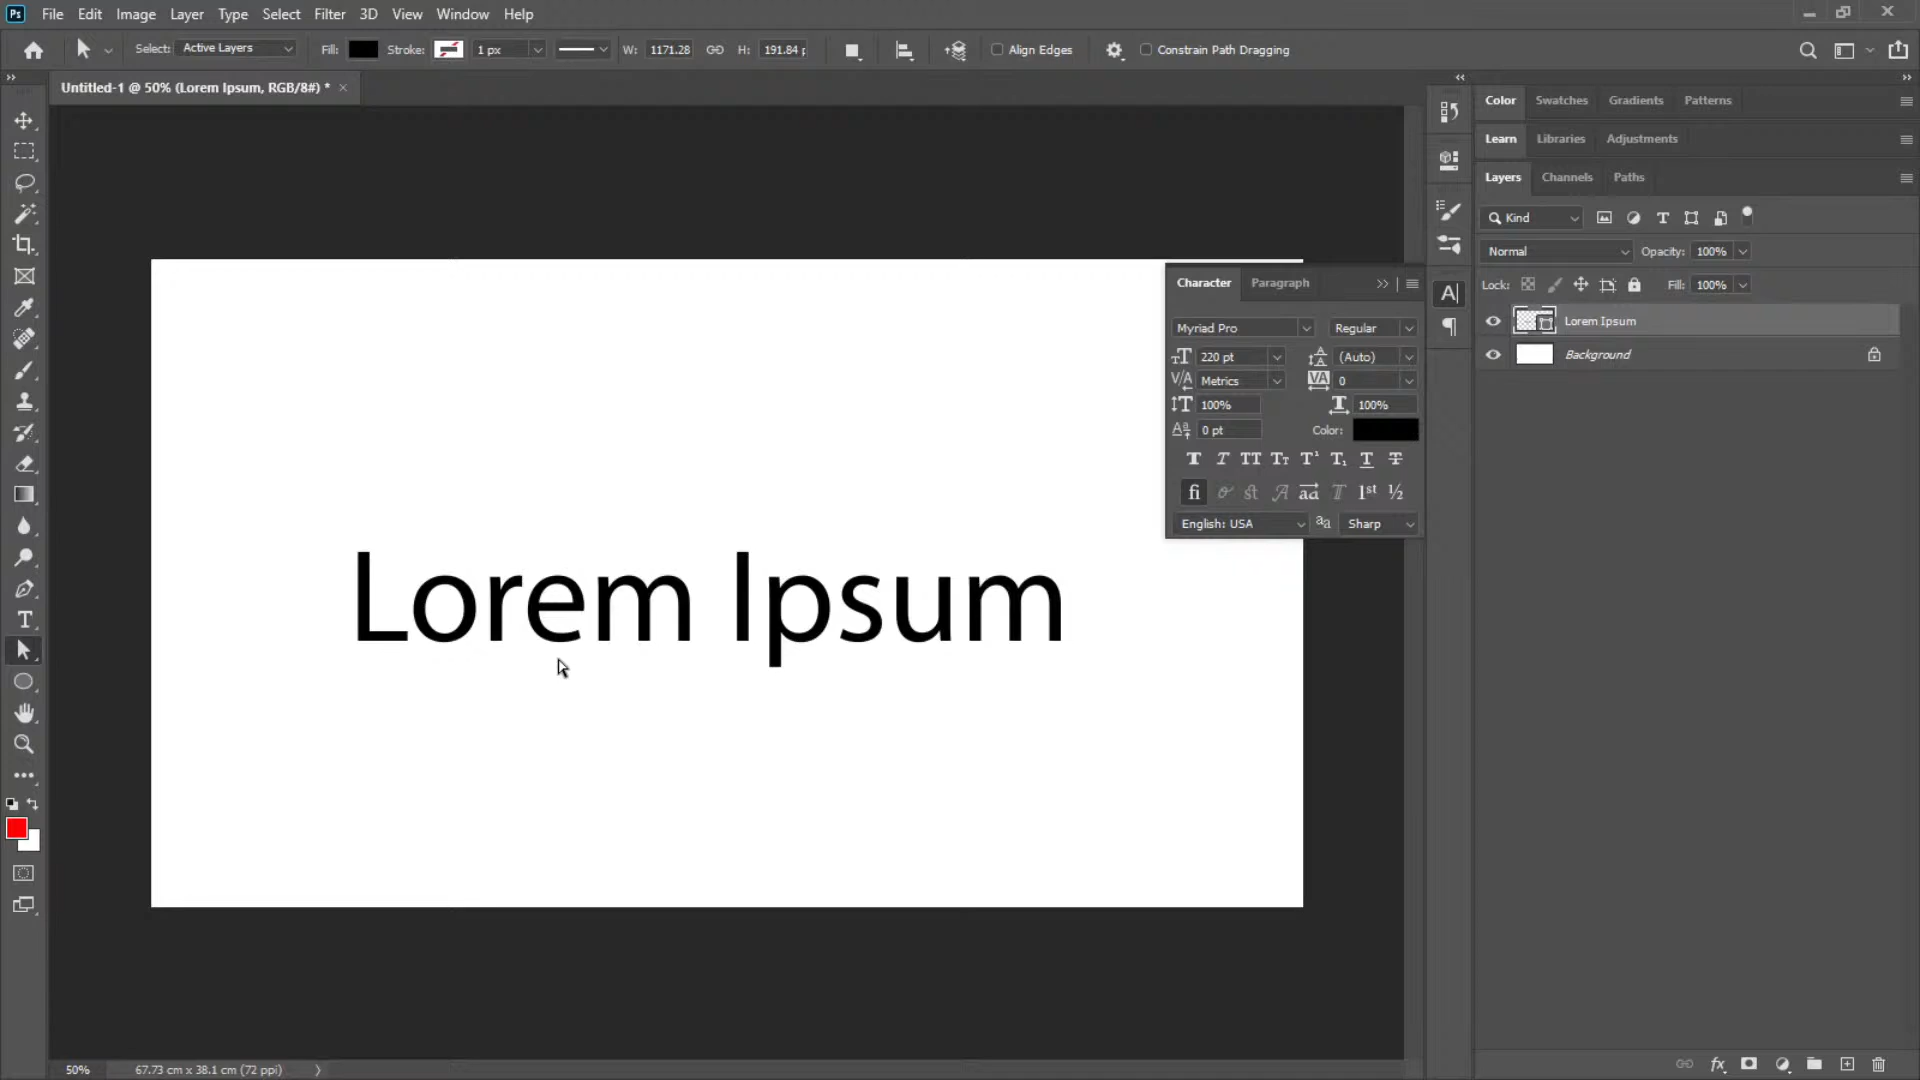 Ps File Edit Image Layer Type Select Filter 3D View Window Help
Select: Active Layers Fill: Stroke: 1 px W: 1171.28 H: 191.84 Align Edges Constrain Path Dragging
Untitled-1 @ 50% (Lorem Ipsum, RGB/8#) * ×
Color Swatches Gradients Patterns
Learn Libraries Adjustments
Layers Channels Paths
Kind
Normal Opacity: 100%
Lock: Fill: 100%
Lorem Ipsum
Background
Character Paragraph
Myriad Pro Regular
220 pt (Auto)
Metrics 0
100% 100%
0 pt Color:
English: USA Sharp
Lorem Ipsum
50% 67.73 cm x 38.1 cm (72 ppi)